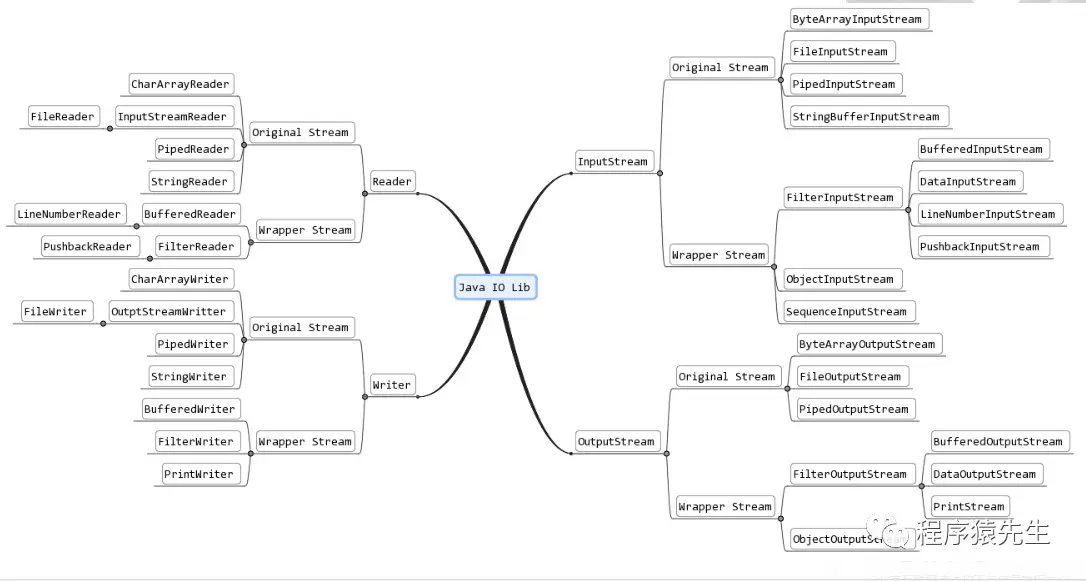 Java IO Lib
Reader
Original Stream
CharArrayReader
InputStreamReader
FileReader
PipedReader
StringReader
Wrapper Stream
BufferedReader
LineNumberReader
FilterReader
PushbackReader
Writer
Original Stream
CharArrayWriter
OutptStreamWritter
FileWriter
PipedWriter
StringWriter
Wrapper Stream
BufferedWriter
FilterWriter
PrintWriter
InputStream
Original Stream
ByteArrayInputStream
FileInputStream
PipedInputStream
StringBufferInputStream
Wrapper Stream
FilterInputStream
BufferedInputStream
DataInputStream
LineNumberInputStream
PushbackInputStream
ObjectInputStream
SequenceInputStream
OutputStream
Original Stream
ByteArrayOutputStream
FileOutputStream
PipedOutputStream
Wrapper Stream
FilterOutputStream
BufferedOutputStream
DataOutputStream
PrintStream
ObjectOutputStream
程序猿先生